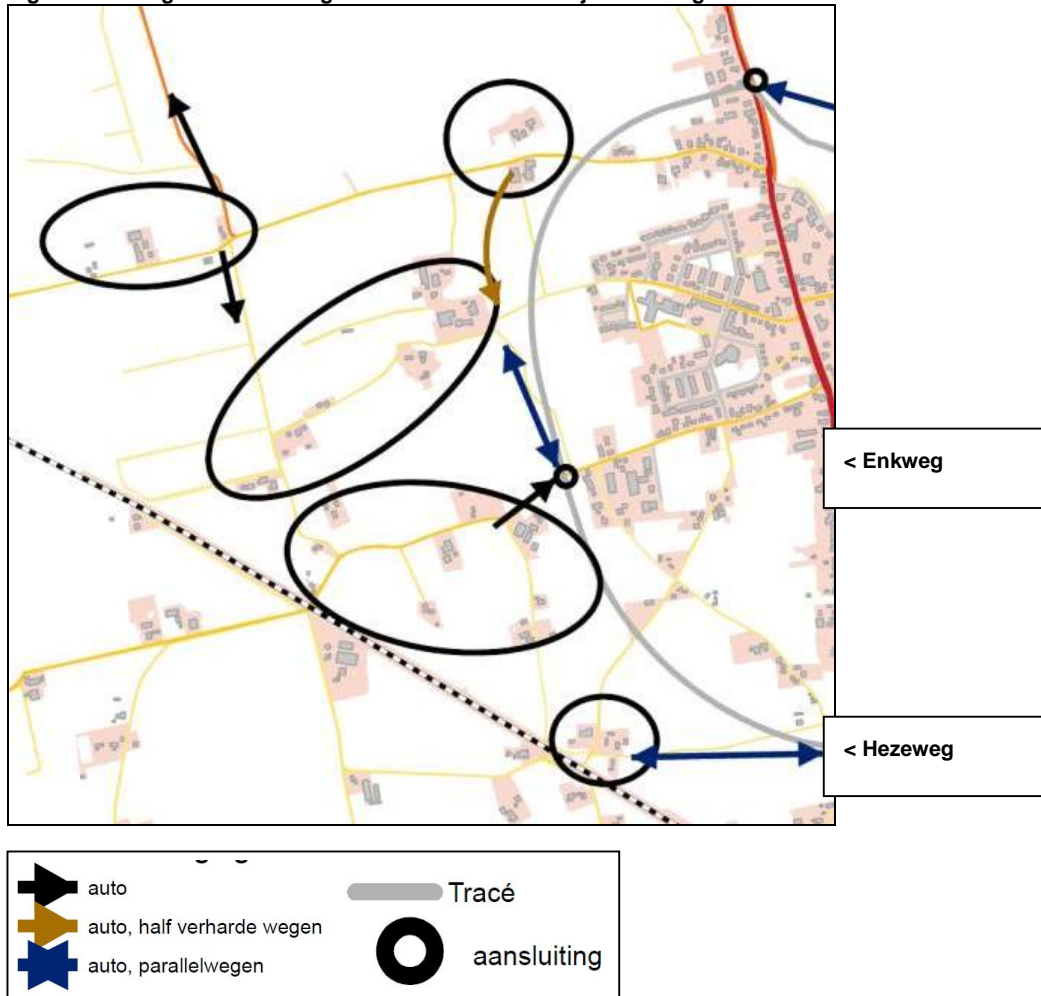 < Enkweg
< Hezeweg
auto
Tracé
auto, half verharde wegen
aansluiting
auto, parallelwegen